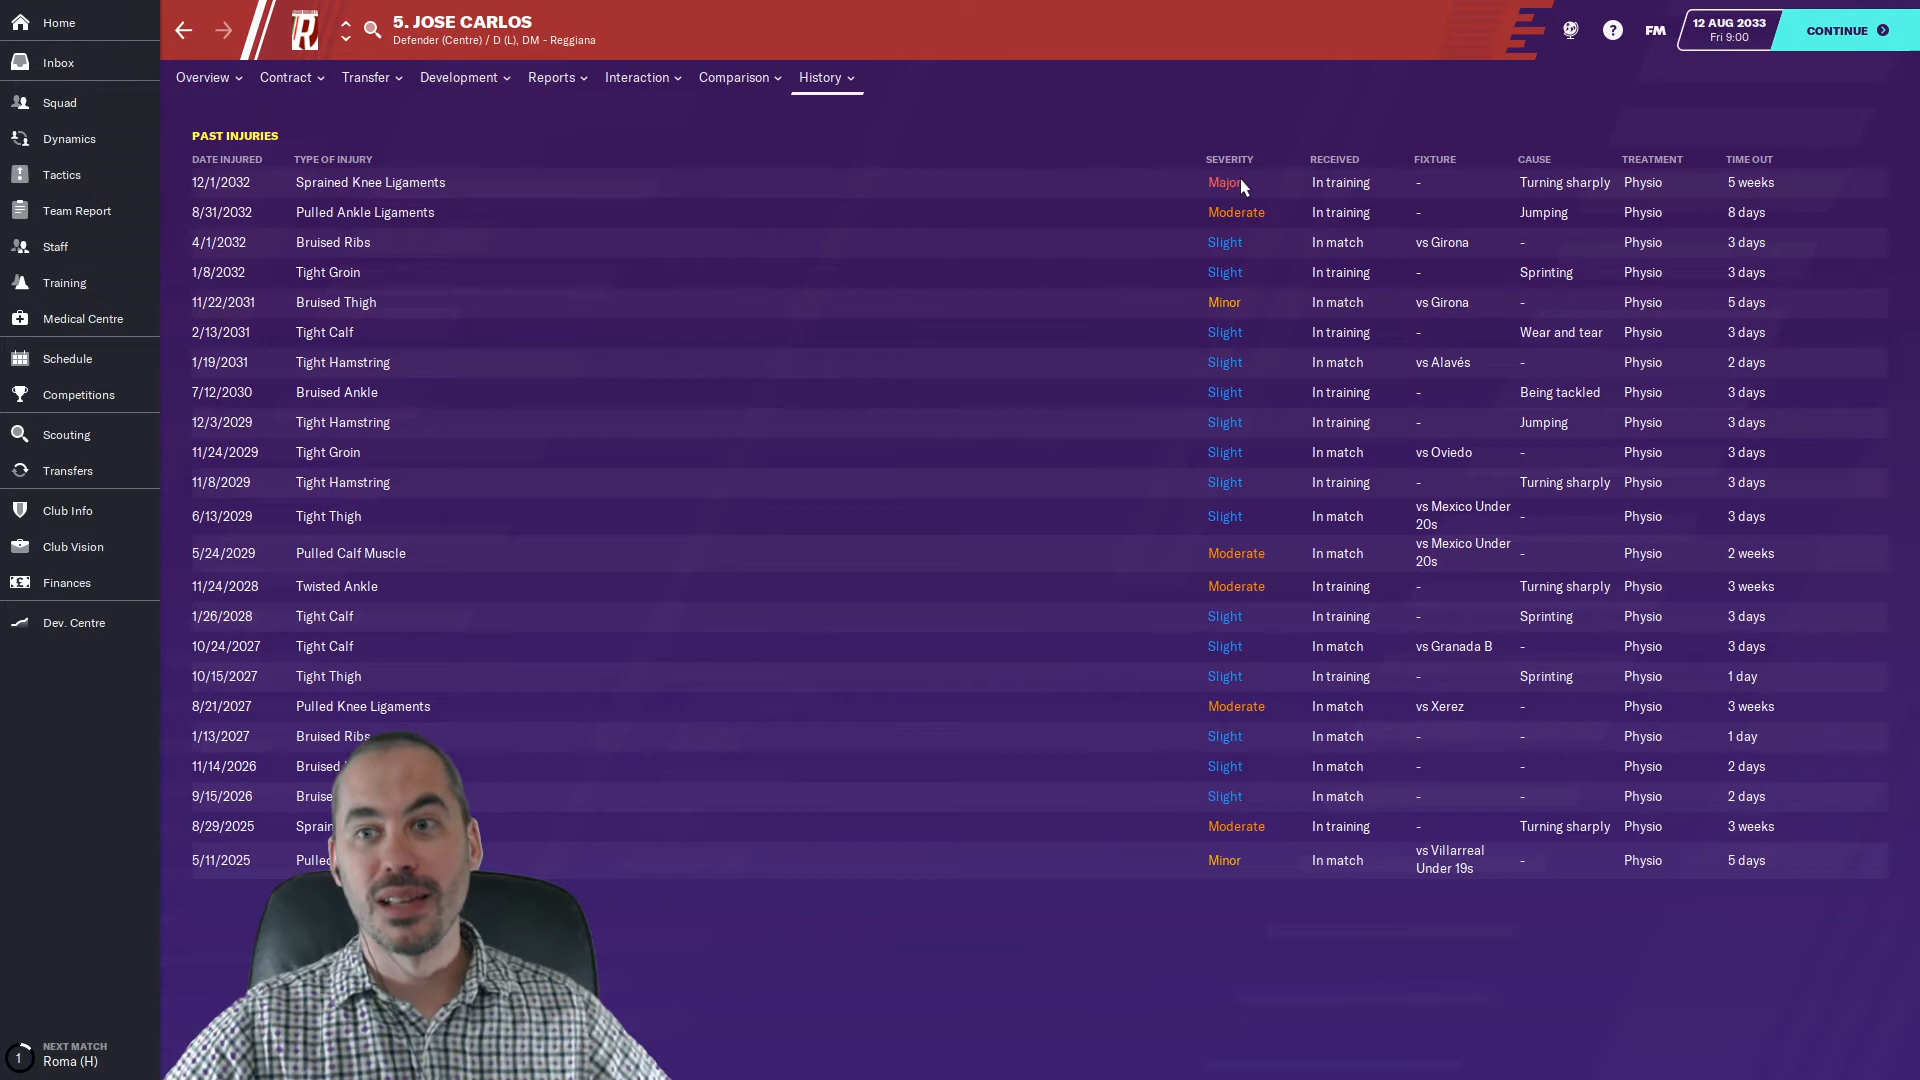 Home
Inbox
Squad
Dynamics
Tactics
Team Report
Staff
Training
Medical Centre
Schedule
Competitions
Scouting
Transfers
Club Info
Club Vision
Finances
Dev. Centre
1
NEXT MATCH
Roma (H)
R
5. JOSE CARLOS
Defender (Centre) / D (L), DM - Reggiana
?
FM
12 AUG 2033
Fri 9:00
CONTINUE
Overview Contract Transfer Development Reports Interaction Comparison History
PAST INJURIES
DATE INJURED TYPE OF INJURY SEVERITY RECEIVED FIXTURE CAUSE TREATMENT TIME OUT
12/1/2032 Sprained Knee Ligaments Major In training - Turning sharply Physio 5 weeks
8/31/2032 Pulled Ankle Ligaments Moderate In training - Jumping Physio 8 days
4/1/2032 Bruised Ribs Slight In match vs Girona - Physio 3 days
1/8/2032 Tight Groin Slight In training - Sprinting Physio 3 days
11/22/2031 Bruised Thigh Minor In match vs Girona - Physio 5 days
2/13/2031 Tight Calf Slight In training - Wear and tear Physio 3 days
1/19/2031 Tight Hamstring Slight In match vs Alavés - Physio 2 days
7/12/2030 Bruised Ankle Slight In training - Being tackled Physio 3 days
12/3/2029 Tight Hamstring Slight In training - Jumping Physio 3 days
11/24/2029 Tight Groin Slight In match vs Oviedo - Physio 3 days
11/8/2029 Tight Hamstring Slight In training - Turning sharply Physio 3 days
6/13/2029 Tight Thigh Slight In match vs Mexico Under 20s - Physio 3 days
5/24/2029 Pulled Calf Muscle Moderate In match vs Mexico Under 20s - Physio 2 weeks
11/24/2028 Twisted Ankle Moderate In training - Turning sharply Physio 3 weeks
1/26/2028 Tight Calf Slight In training - Sprinting Physio 3 days
10/24/2027 Tight Calf Slight In match vs Granada B - Physio 3 days
10/15/2027 Tight Thigh Slight In training - Sprinting Physio 1 day
8/21/2027 Pulled Knee Ligaments Moderate In match vs Xerez - Physio 3 weeks
1/13/2027 Bruised Ribs Slight In match - - Physio 1 day
11/14/2026 Bruised Slight In match - - Physio 2 days
9/15/2026 Bruise Slight In match - - Physio 2 days
8/29/2025 Sprain Moderate In training - Turning sharply Physio 3 weeks
5/11/2025 Pulled Minor In match vs Villarreal Under 19s - Physio 5 days